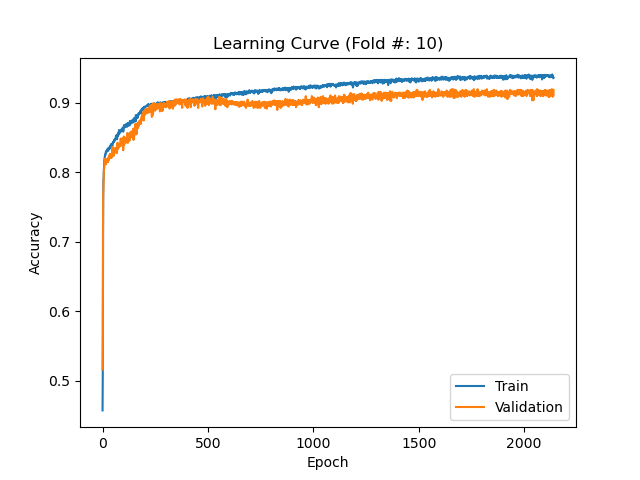 Learning Curve (Fold #: 10)
Accuracy
0.9
0.8
0.7
0.6
0.5
0
500
1000
1500
2000
Epoch
Train
Validation